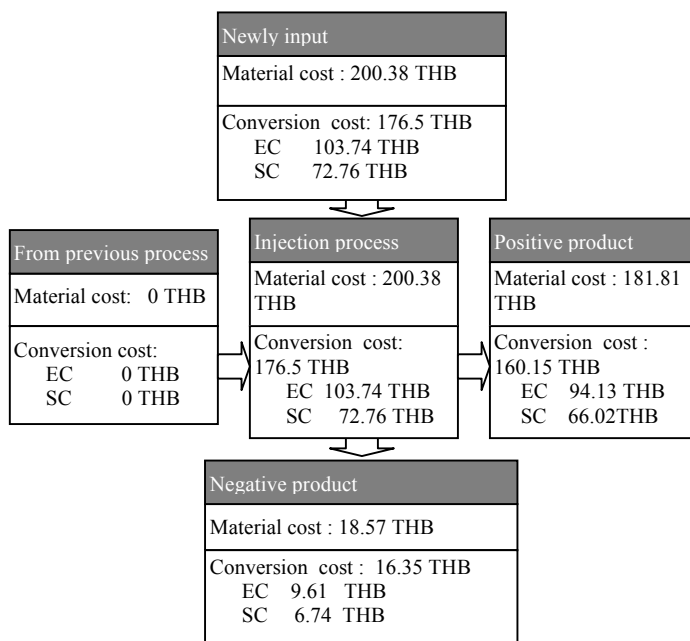 Newly input
Material cost : 200.38 THB
Conversion cost: 176.5 THB
EC 103.74 THB
SC 72.76 THB
From previous process
Material cost: 0 THB
Conversion cost:
EC 0 THB
SC 0 THB
Injection process
Material cost : 200.38
THB
Conversion cost:
176.5 THB
EC 103.74 THB
SC 72.76 THB
Positive product
Material cost : 181.81
THB
Conversion cost :
160.15 THB
EC 94.13 THB
SC 66.02THB
Negative product
Material cost : 18.57 THB
Conversion cost : 16.35 THB
EC 9.61 THB
SC 6.74 THB